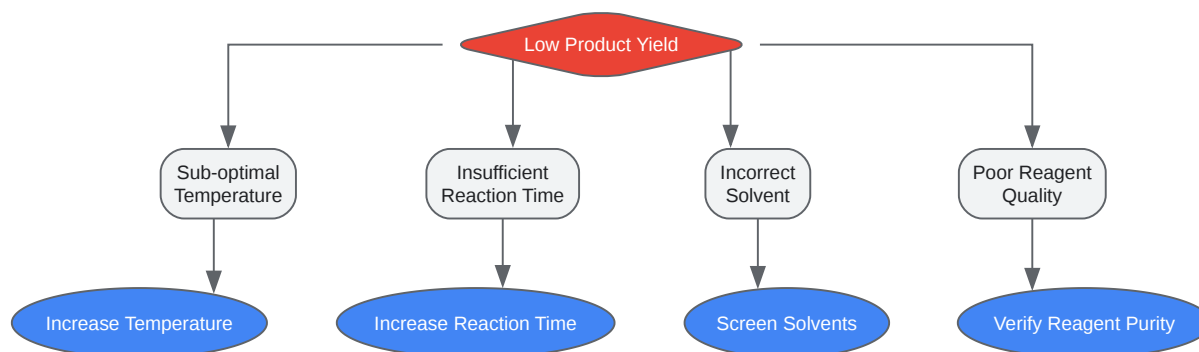 Low Product Yield
Sub-optimal
Temperature
Insufficient
Reaction Time
Incorrect
Solvent
Poor Reagent
Quality
Increase Temperature
Increase Reaction Time
Screen Solvents
Verify Reagent Purity